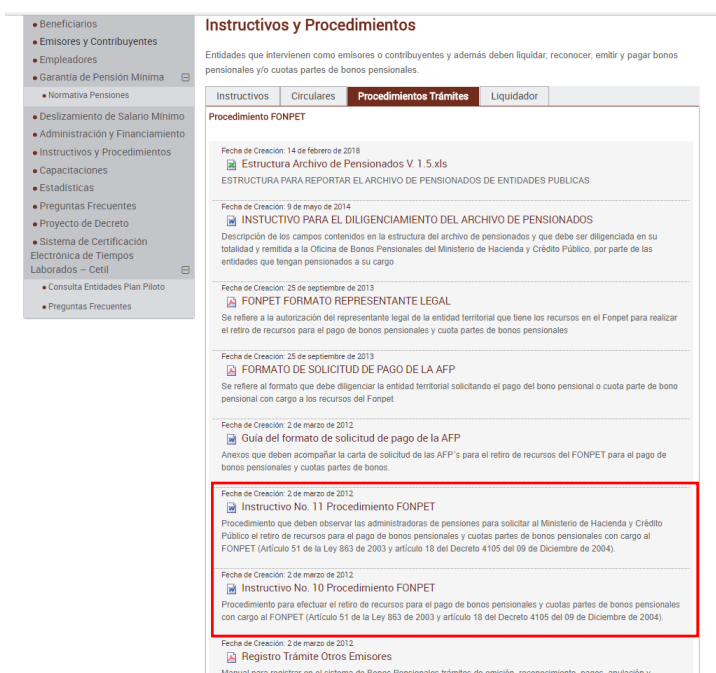 Beneficiarios
Emisores y Contribuyentes
Empleadores
Garantía de Pensión Mínima
Normativa Pensiones
Deslizamiento de Salario Mínimo
Administración y Financiamiento
Instructivos y Procedimientos
Capacitaciones
Estadísticas
Preguntas Frecuentes
Proyecto de Decreto
Sistema de Certificación
Electrónica de Tiempos
Laborados – Cetil
Consulta Entidades Plan Piloto
Preguntas Frecuentes
Instructivos y Procedimientos
Entidades que intervienen como emisores o contribuyentes y además deben liquidar, reconocer, emitir y pagar bonos
pensionales y/o cuotas partes de bonos pensionales.
Instructivos Circulares Procedimientos Trámites Liquidador
Procedimiento FONPET
Fecha de Creación: 14 de febrero de 2018
Estructura Archivo de Pensionados V. 1.5.xls
ESTRUCTURA PARA REPORTAR EL ARCHIVO DE PENSIONADOS DE ENTIDADES PUBLICAS
Fecha de Creación: 9 de mayo de 2014
INSTUCTIVO PARA EL DILIGENCIAMIENTO DEL ARCHIVO DE PENSIONADOS
Descripción de los campos contenidos en la estructura del archivo de pensionados y que debe ser diligenciada en su
totalidad y remitida a la Oficina de Bonos Pensionales del Ministerio de Hacienda y Crédito Público, por parte de las
entidades que tengan pensionados a su cargo
Fecha de Creación: 25 de septiembre de 2013
FONPET FORMATO REPRESENTANTE LEGAL
Se refiere a la autorización del representante legal de la entidad territorial que tiene los recursos en el Fonpet para realizar
el retiro de recursos para el pago de bonos pensionales y cuota partes de bonos pensionales
Fecha de Creación: 25 de septiembre de 2013
FORMATO DE SOLICITUD DE PAGO DE LA AFP
Se refiere al formato que debe diligenciar la entidad territorial solicitando el pago del bono pensional o cuota parte de bono
pensional con cargo a los recursos del Fonpet
Fecha de Creación: 2 de marzo de 2012
Guía del formato de solicitud de pago de la AFP
Anexos que deben acompañar la carta de solicitud de las AFP´s para el retiro de recursos del FONPET para el pago de
bonos pensionales y cuotas partes de bonos.
Fecha de Creación: 2 de marzo de 2012
Instructivo No. 11 Procedimiento FONPET
Procedimiento que deben observar las administradoras de pensiones para solicitar al Ministerio de Hacienda y Crédito
Público el retiro de recursos para el pago de bonos pensionales y cuotas partes de bonos pensionales con cargo al
FONPET (Artículo 51 de la Ley 863 de 2003 y artículo 18 del Decreto 4105 del 09 de Diciembre de 2004).
Fecha de Creación: 2 de marzo de 2012
Instructivo No. 10 Procedimiento FONPET
Procedimiento para efectuar el retiro de recursos para el pago de bonos pensionales y cuotas partes de bonos pensionales
con cargo al FONPET (Artículo 51 de la Ley 863 de 2003 y artículo 18 del Decreto 4105 del 09 de Diciembre de 2004).
Fecha de Creación: 2 de marzo de 2012
Registro Trámite Otros Emisores
Manual para registrar en el sistema de Bonos Pensionales trámites de emisión, reconocimiento, pagos, anulación y